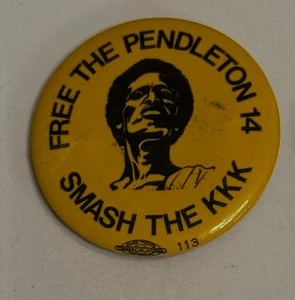 FREE THE PENDLETON 14
SMASH THE KKK
113